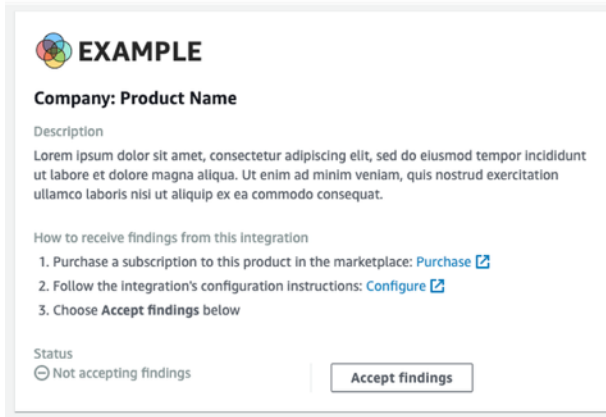 EXAMPLE
Company: Product Name
Description
Lorem ipsum dolor sit amet, consectetur adipiscing elit, sed do eiusmod tempor incididunt
ut labore et dolore magna aliqua. Ut enim ad minim veniam, quis nostrud exercitation
ullamco laboris nisi ut aliquip ex ea commodo consequat.
How to receive findings from this integration
1. Purchase a subscription to this product in the marketplace: Purchase
2. Follow the integration's configuration instructions: Configure
3. Choose Accept findings below
Status
Not accepting findings
Accept findings